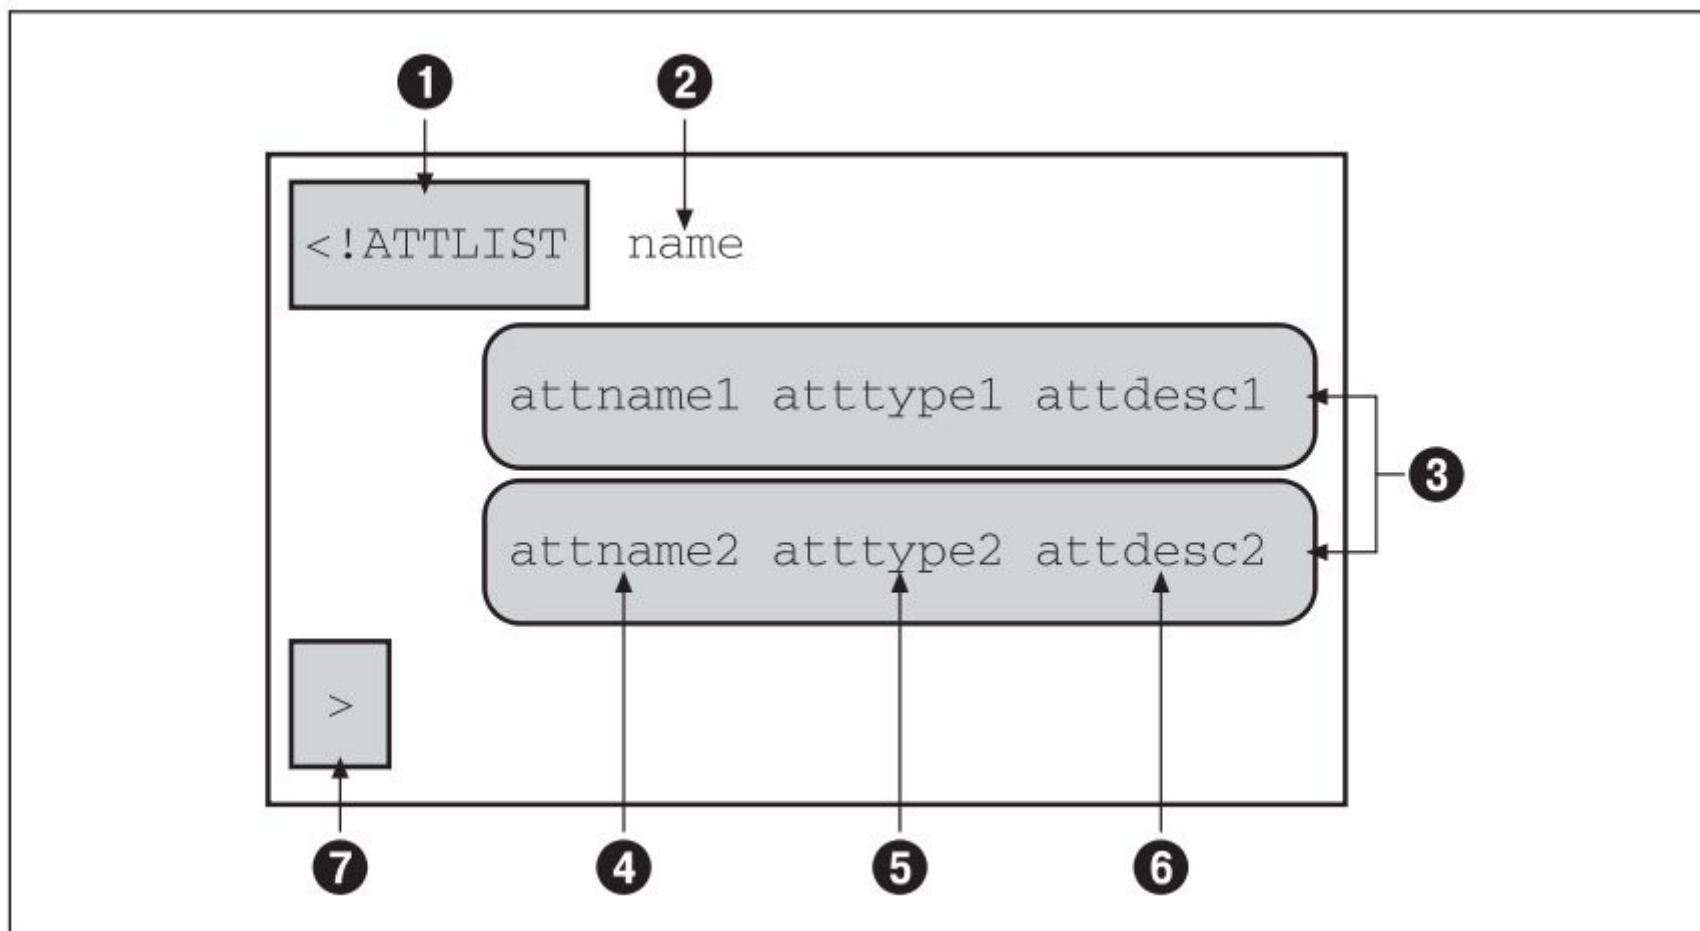 1 2
<!ATTLIST name
attname1 atttype1 attdesc1
3
attname2 atttype2 attdesc2
>
7 4 5 6